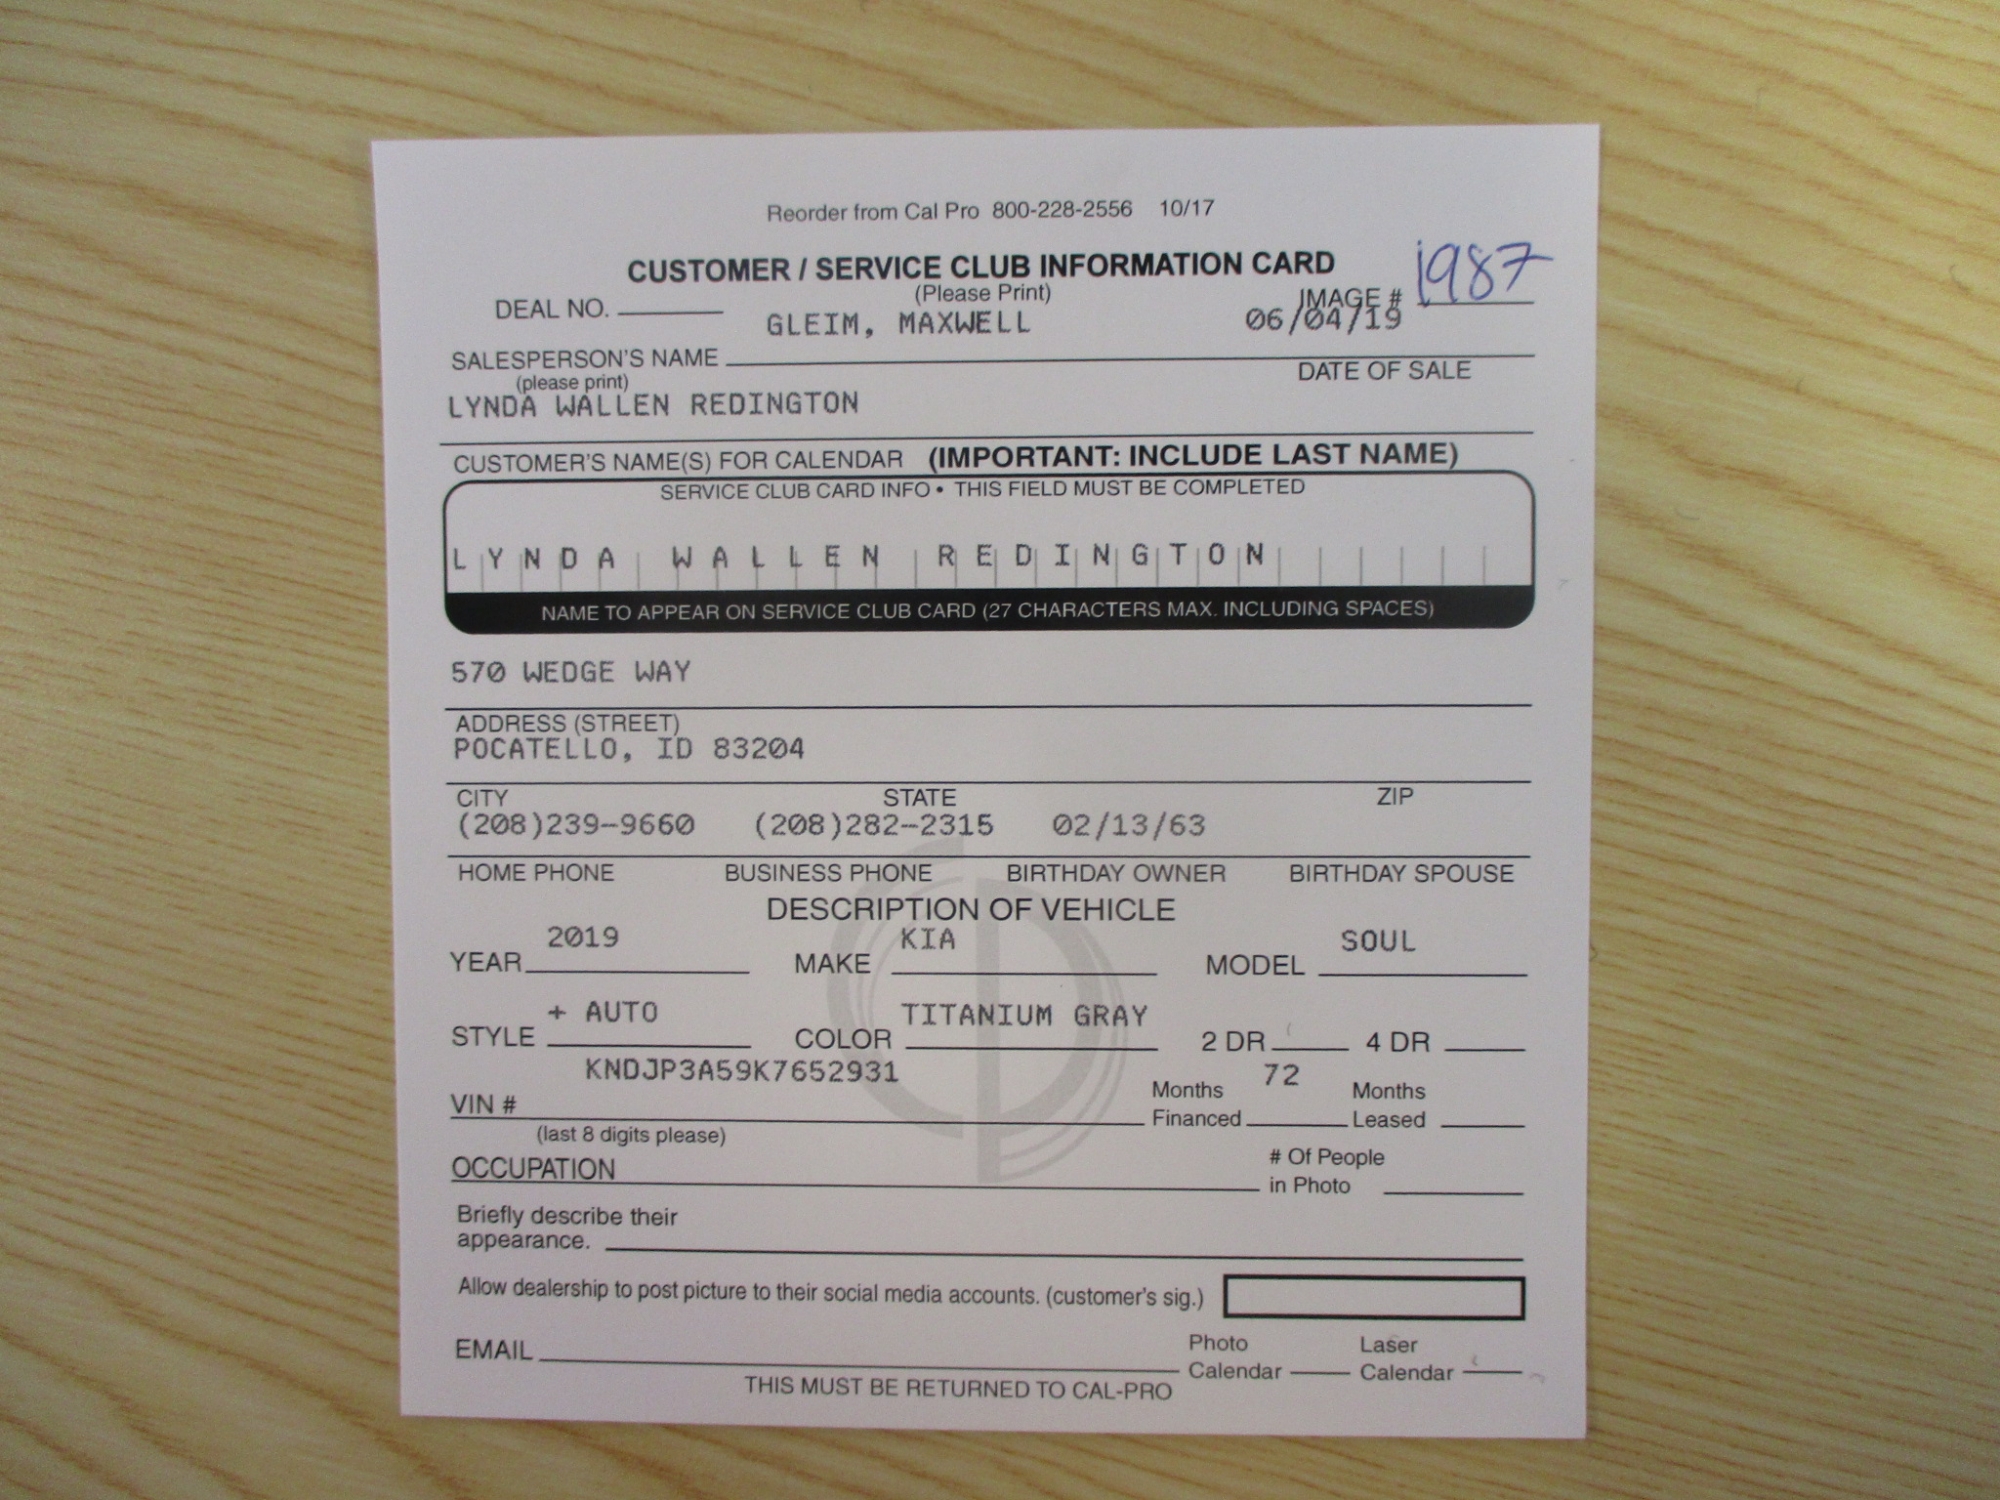 Reorder from Cal Pro 800-228-2556 10/17
CUSTOMER / SERVICE CLUB INFORMATION CARD
(Please Print)
DEAL NO.
IMAGE # 1987
GLEIM, MAXWELL 06/04/19
SALESPERSON'S NAME
(please print)
DATE OF SALE
LYNDA WALLEN REDINGTON
CUSTOMER'S NAME(S) FOR CALENDAR (IMPORTANT: INCLUDE LAST NAME)
SERVICE CLUB CARD INFO • THIS FIELD MUST BE COMPLETED
LYNDA WALLEN REDINGTON
NAME TO APPEAR ON SERVICE CLUB CARD (27 CHARACTERS MAX. INCLUDING SPACES)
570 WEDGE WAY
ADDRESS (STREET)
POCATELLO, ID 83204
CITY STATE ZIP
(208)239-9660 (208)282-2315 02/13/63
HOME PHONE BUSINESS PHONE BIRTHDAY OWNER BIRTHDAY SPOUSE
DESCRIPTION OF VEHICLE
YEAR 2019 MAKE KIA MODEL SOUL
STYLE + AUTO COLOR TITANIUM GRAY 2 DR 4 DR
VIN # KNDJP3A59K7652931
(last 8 digits please)
Months Financed 72 Months Leased
OCCUPATION
# Of People
in Photo
Briefly describe their
appearance.
Allow dealership to post picture to their social media accounts. (customer's sig.)
EMAIL
Photo Calendar Laser Calendar
THIS MUST BE RETURNED TO CAL-PRO